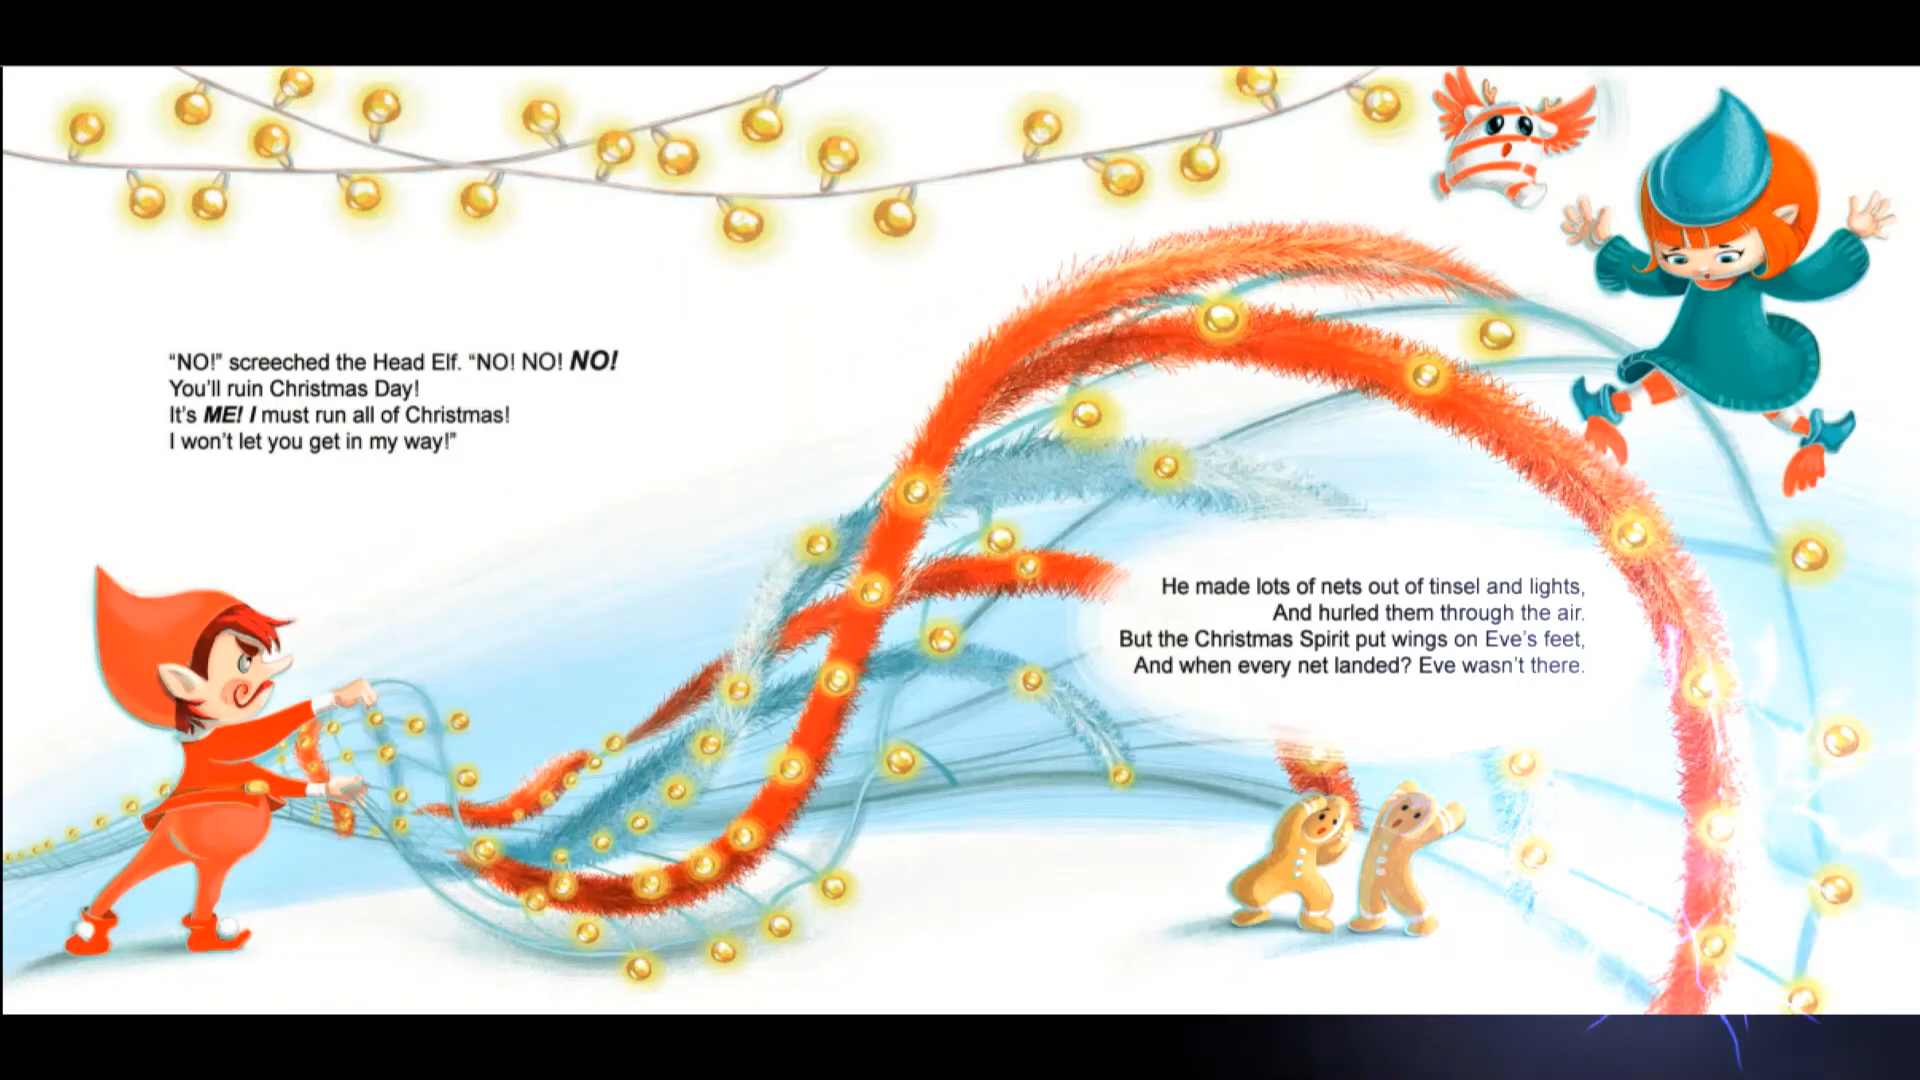 “NO!” screeched the Head Elf. “NO! NO! NO!
You’ll ruin Christmas Day!
It’s ME! I must run all of Christmas!
I won’t let you get in my way!”
He made lots of nets out of tinsel and lights,
And hurled them through the air.
But the Christmas Spirit put wings on Eve’s feet,
And when every net landed? Eve wasn’t there.